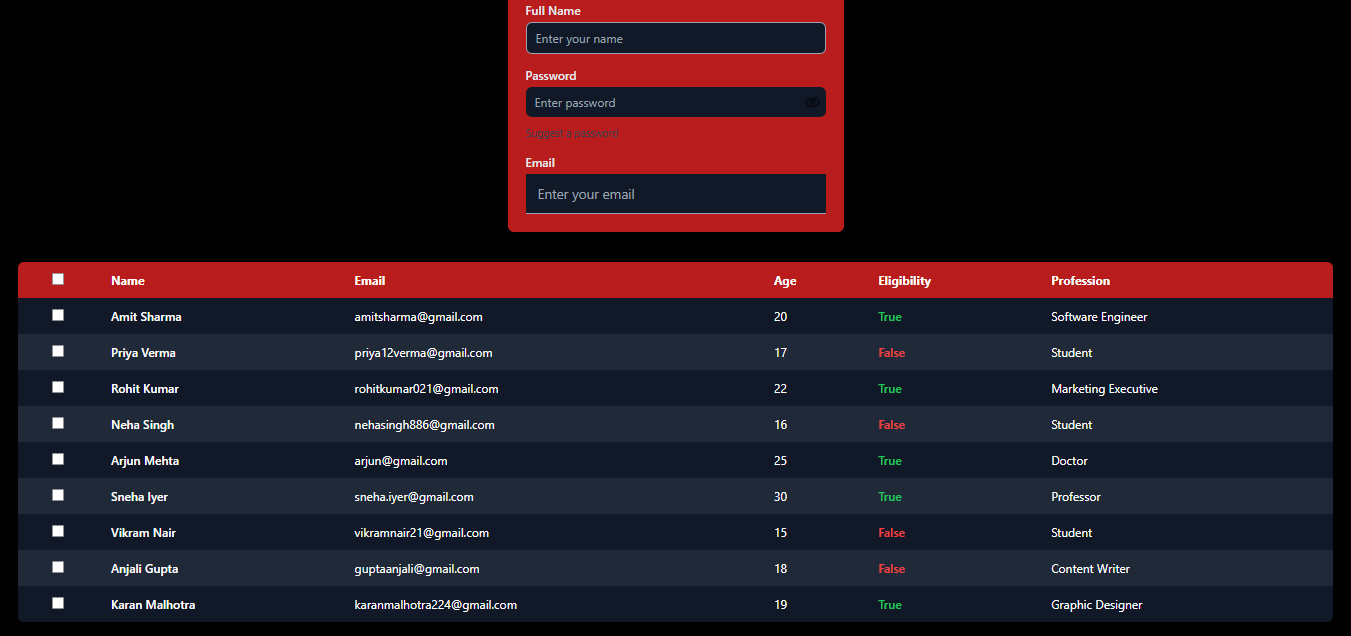 Full Name
Enter your name
Password
Enter password
Suggest a password
Email
Enter your email
Name Email Age Eligibility Profession
Amit Sharma amitsharma@gmail.com 20 True Software Engineer
Priya Verma priya12verma@gmail.com 17 False Student
Rohit Kumar rohitkumar021@gmail.com 22 True Marketing Executive
Neha Singh nehasingh886@gmail.com 16 False Student
Arjun Mehta arjun@gmail.com 25 True Doctor
Sneha Iyer sneha.iyer@gmail.com 30 True Professor
Vikram Nair vikramnair21@gmail.com 15 False Student
Anjali Gupta guptaanjali@gmail.com 18 False Content Writer
Karan Malhotra karanmalhotra224@gmail.com 19 True Graphic Designer